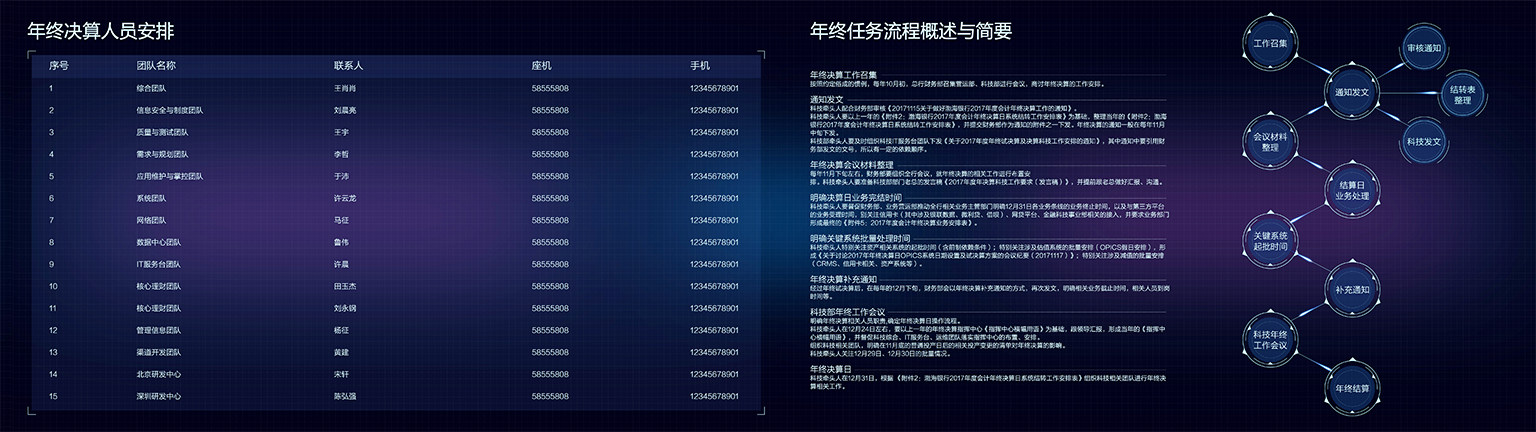 年终决算人员安排
序号 团队名称 联系人 座机 手机
1 综合团队 王肖肖 58555808 12345678901
2 信息安全与制度团队 刘晨亮 58555808 12345678901
3 质量与测试团队 王宇 58555808 12345678901
4 需求与规划团队 李哲 58555808 12345678901
5 应用维护与掌控团队 于沛 58555808 12345678901
6 系统团队 许云龙 58555808 12345678901
7 网络团队 马征 58555808 12345678901
8 数据中心团队 鲁伟 58555808 12345678901
9 IT服务台团队 许晨 58555808 12345678901
10 核心理财团队 田玉杰 58555808 12345678901
11 核心理财团队 刘永钢 58555808 12345678901
12 管理信息团队 杨征 58555808 12345678901
13 渠道开发团队 黄建 58555808 12345678901
14 北京研发中心 宋轩 58555808 12345678901
15 深圳研发中心 陈弘强 58555808 12345678901
年终任务流程概述与简要
年终决算工作召集
按照约定俗成的惯例，每年10月初，总行财务部召集管运部、科技部进行会议，商讨年终决算的工作安排。
通知发文
科技牵头人配合财务部审核《20171115关于做好渤海银行2017年度会计年终决算工作的通知》。
科技牵头人要以上一年的《附件2：渤海银行2017年度会计年终决算日系统结转工作安排表》为基础，整理当年的《附件2：渤海
银行2017年度会计年终决算日系统结转工作安排表》，并提交财务部作为通知的附件之一下发。年终决算的通知一般在每年11月
中旬下发。
科技部牵头人要及时组织科技IT服务台团队下发《关于2017年度年终试决算及决算科技工作安排的通知》，其中通知中要引用财
务部发文的文号，所以有一定的依赖顺序。
年终决算会议材料整理
每年11月下旬左右，财务部要组织全行会议，就年终决算的相关工作进行布置安
排，科技牵头人要准备科技部部门老总的发言稿《2017年度年决算科技工作要求（发言稿）》，并提前跟老总做好汇报、沟通。
明确决算日业务完结时间
科技牵头人要督促财务部、业务营运部推动全行相关业务主管部门明确12月31日各业务条线的业务终止时间，以及与第三方平台
的业务受理时间，别关注信用卡（其中涉及银联数据、微利贷、借呗）、网贷平台、金融科技事业部相关的接入，并要求业务部门
形成最终的《附件5：2017年度会计年终决算业务安排表》。
明确关键系统批量处理时间
科技牵头人特别关注资产相关系统的起批时间（含前制依赖条件）；特别关注涉及估值系统的批量安排（OPICS假日安排），形
成《关于讨论2017年年终决算日OPICS系统日期设置及试决算方案的会议纪要（20171117）》；特别关注涉及减值的批量安排
（CRMS、信用卡相关、资产系统等）。
年终决算补充通知
经过年终试决算后，在每年的12月下旬，财务部会以年终决算补充通知的方式，再次发文，明确相关业务截止时间，相关人员到岗
时间等。
科技部年终工作会议
明确年终决算相关人员职责,确定年终决算日操作流程。
科技牵头人在12月24日左右，要以上一年的年终决算指挥中心《指挥中心横幅用语》为基础，跟领导汇报，形成当年的《指挥中
心横幅用语》，并督促科技综合、IT服务台、运维团队落实指挥中心的布置、安排。
组织科技相关团队，明确在11月底的普通投产日后的相关投产变更的清单对年终决算的影响。
科技牵头人关注12月29日、12月30日的批量情况。
年终决算日
科技牵头人在12月31日，根据《附件2：渤海银行2017年度会计年终决算日系统结转工作安排表》组织科技相关团队进行年终决
算相关工作。
工作召集
审核通知
通知发文
结转表
整理
会议材料
整理
科技发文
结算日
业务处理
关键系统
起批时间
补充通知
科技年终
工作会议
年终结算